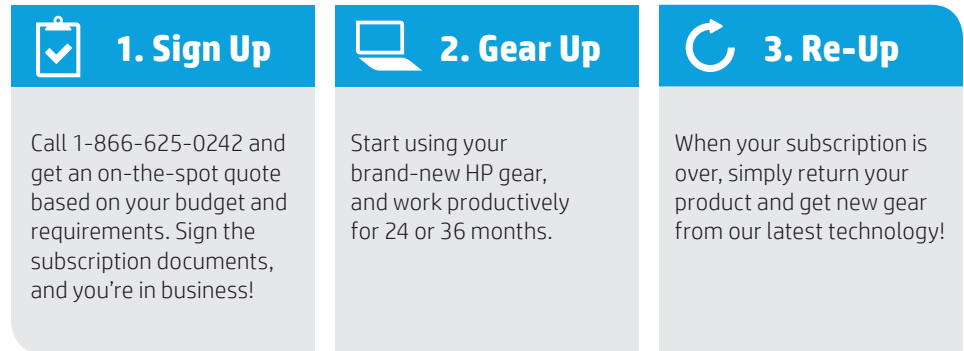 1. Sign Up
Call 1-866-625-0242 and
get an on-the-spot quote
based on your budget and
requirements. Sign the
subscription documents,
and you’re in business!
2. Gear Up
Start using your
brand-new HP gear,
and work productively
for 24 or 36 months.
3. Re-Up
When your subscription is
over, simply return your
product and get new gear
from our latest technology!